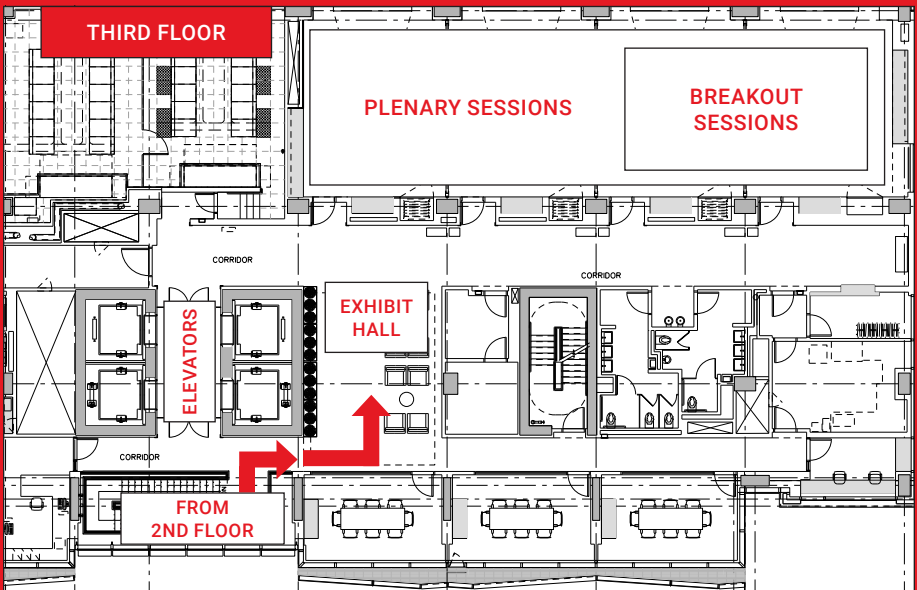 THIRD FLOOR
PLENARY SESSIONS
BREAKOUT
SESSIONS
CORRIDOR
CORRIDOR
EXHIBIT
HALL
ELEVATORS
CORRIDOR
FROM
2ND FLOOR